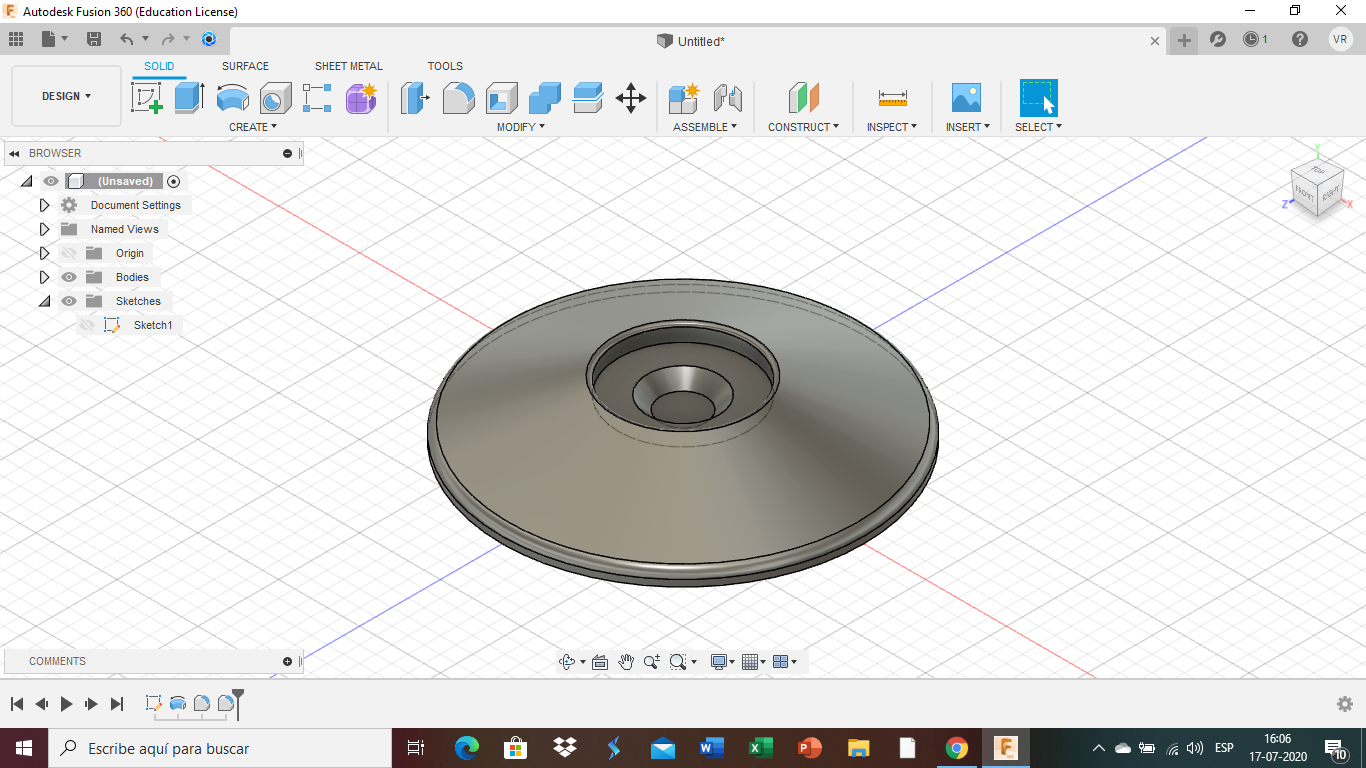 Autodesk Fusion 360 (Education License)
Untitled*
1
VR
DESIGN
SOLID
SURFACE
SHEET METAL
TOOLS
CREATE
MODIFY
ASSEMBLE
CONSTRUCT
INSPECT
INSERT
SELECT
BROWSER
(Unsaved)
Document Settings
Named Views
Origin
Bodies
Sketches
Sketch1
Y
TOP
FRONT
RIGHT
Z
X
COMMENTS
Escribe aquí para buscar
ESP
16:06
17-07-2020
10